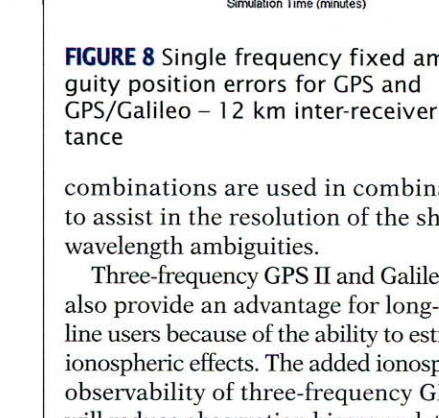 Simulation Time (minutes)
FIGURE 8 Single frequency fixed am
guity position errors for GPS and
GPS/Galileo – 12 km inter-receiver
tance
combinations are used in combina
to assist in the resolution of the sh
wavelength ambiguities.
Three-frequency GPS II and Galile
also provide an advantage for long-
line users because of the ability to esti
ionospheric effects. The added ionosp
observability of three-frequency G